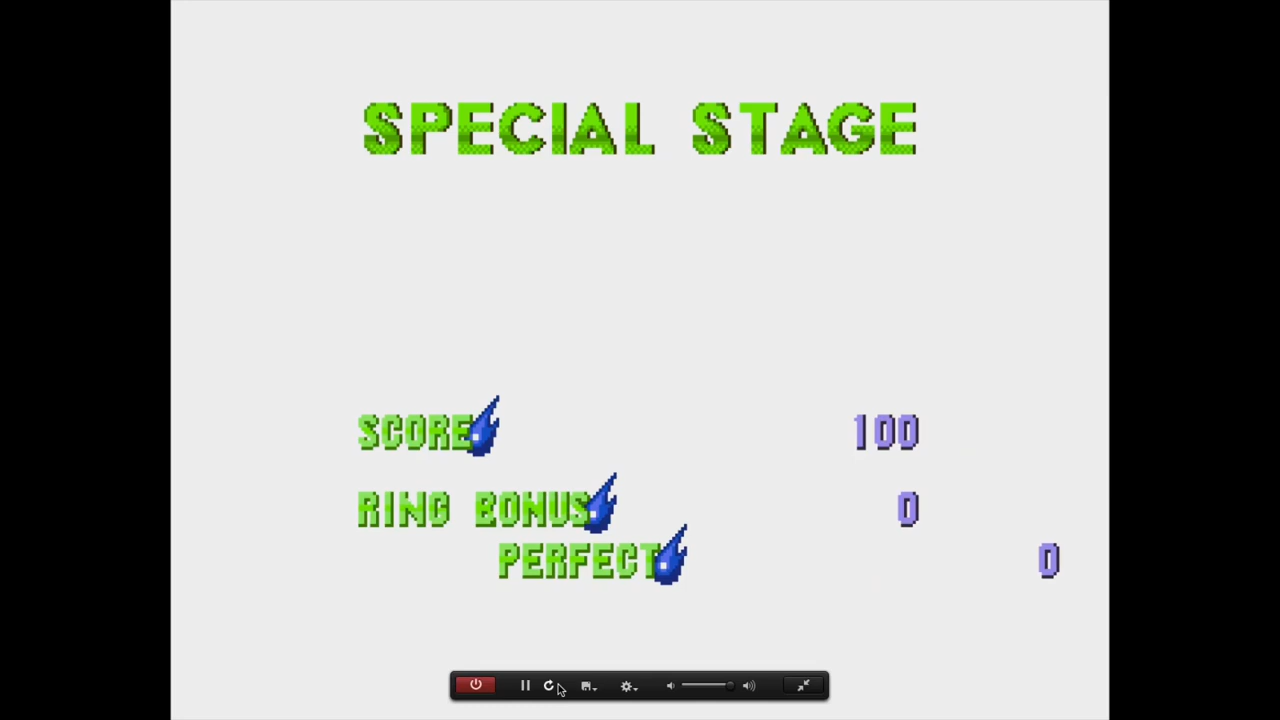 SPECIAL STAGE
SCORE 100
RING BONUS 0
PERFECT 0